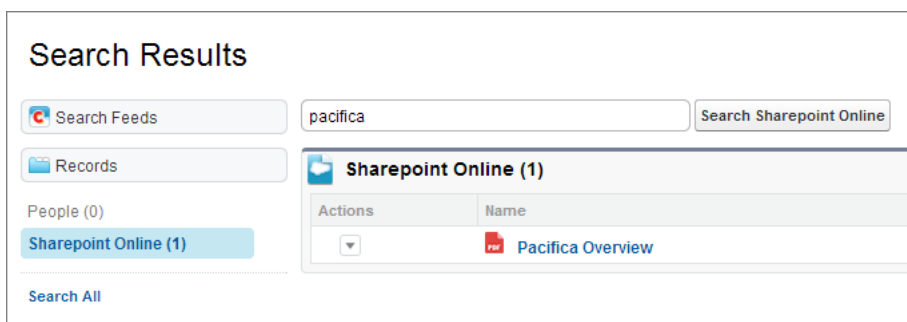 Search Results
Search Feeds
pacifica
Search Sharepoint Online
Records
Sharepoint Online (1)
Actions
Name
People (0)
Sharepoint Online (1)
PDF
Pacifica Overview
Search All